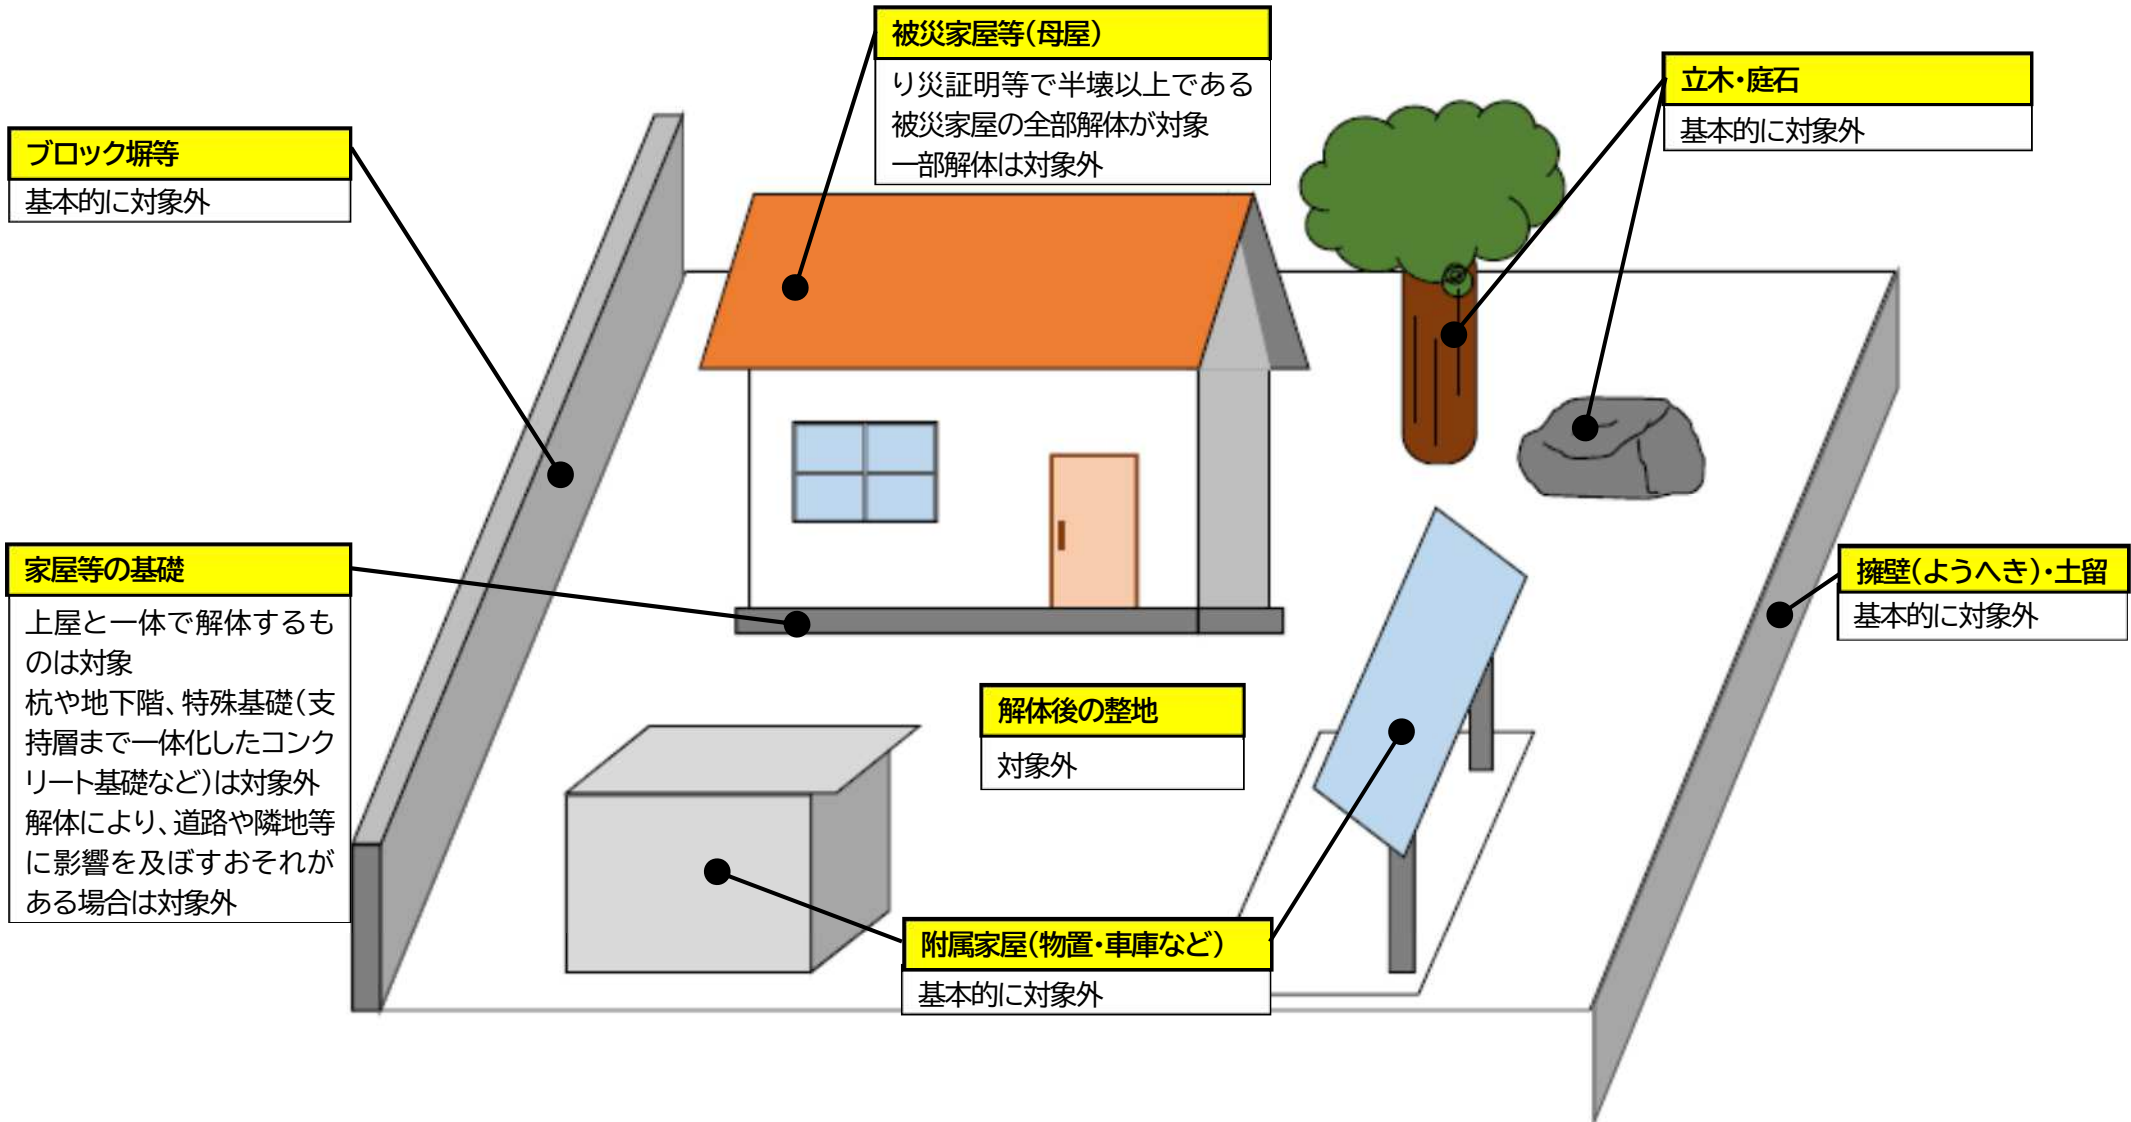 被災家屋等(母屋)
り災証明等で半壊以上である
被災家屋の全部解体が対象
一部解体は対象外
立木・庭石
基本的に対象外
ブロック塀等
基本的に対象外
家屋等の基礎
上屋と一体で解体するも
のは対象
杭や地下階、特殊基礎(支
持層まで一体化したコンク
リート基礎など)は対象外
解体により、道路や隣地等
に影響を及ぼすおそれが
ある場合は対象外
擁壁(ようへき)・土留
基本的に対象外
解体後の整地
対象外
附属家屋(物置・車庫など)
基本的に対象外